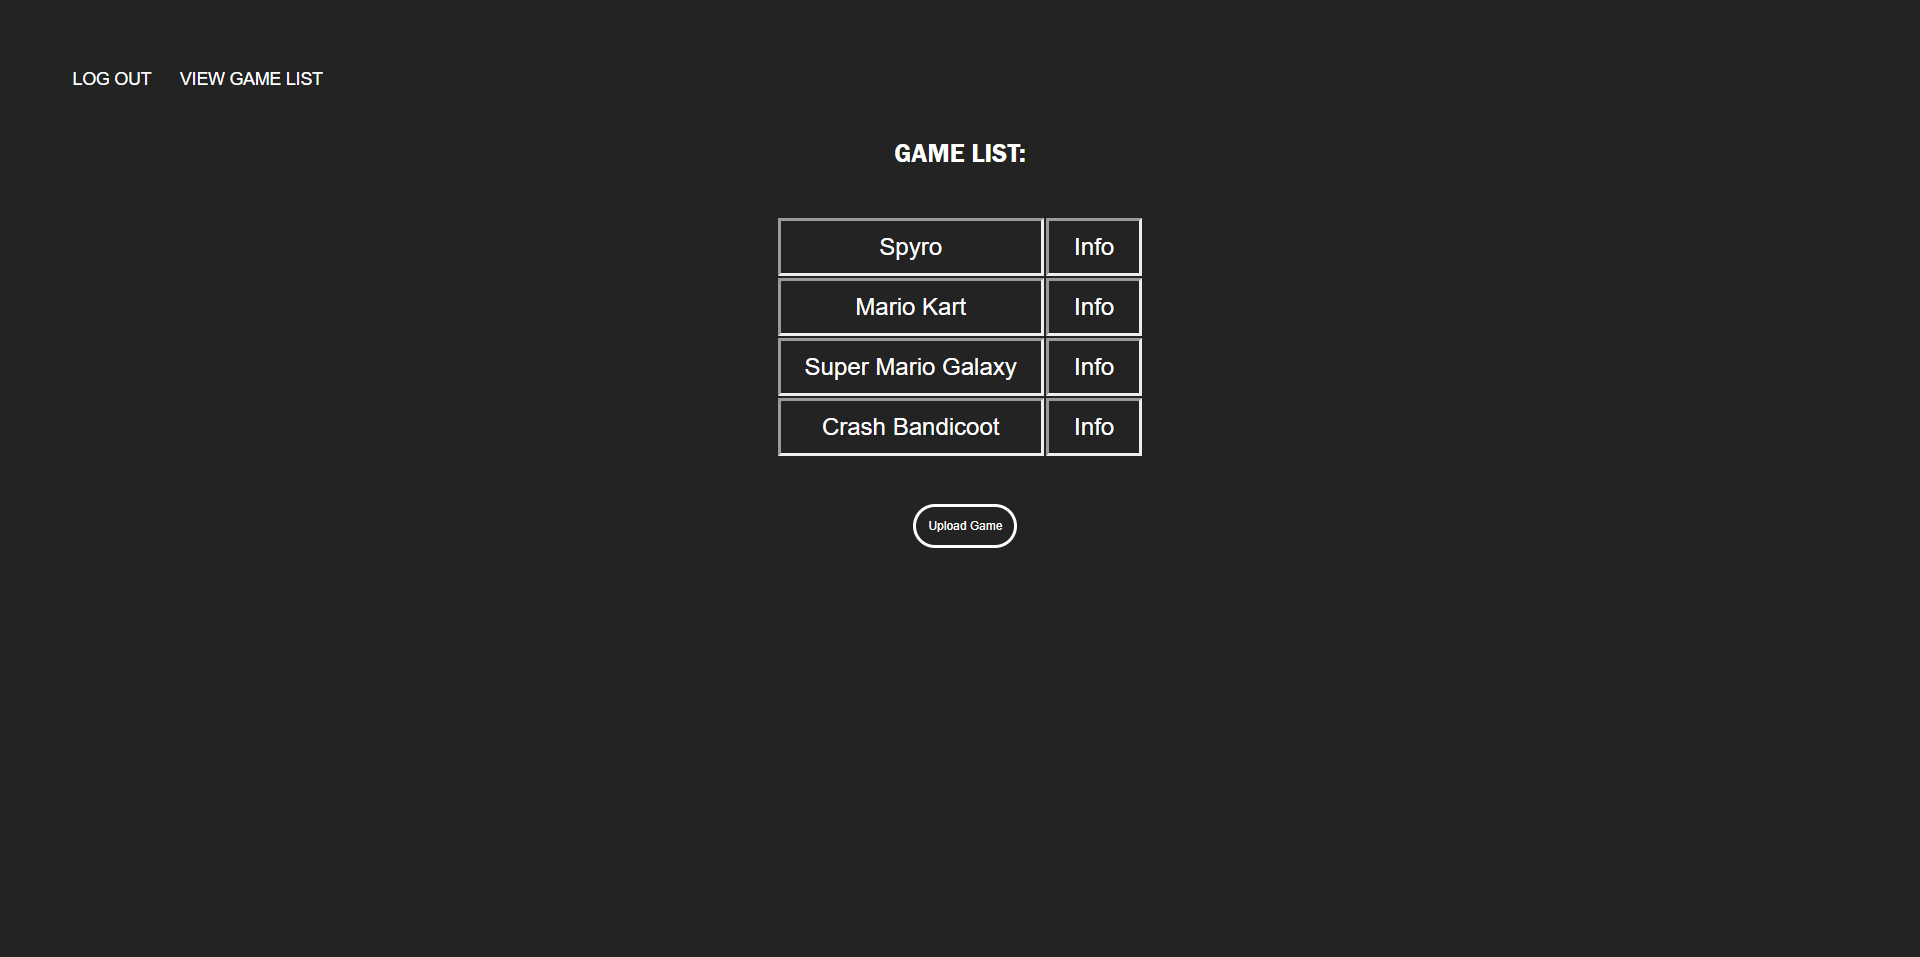 LOG OUT VIEW GAME LIST
GAME LIST:
Spyro Info
Mario Kart Info
Super Mario Galaxy Info
Crash Bandicoot Info
Upload Game